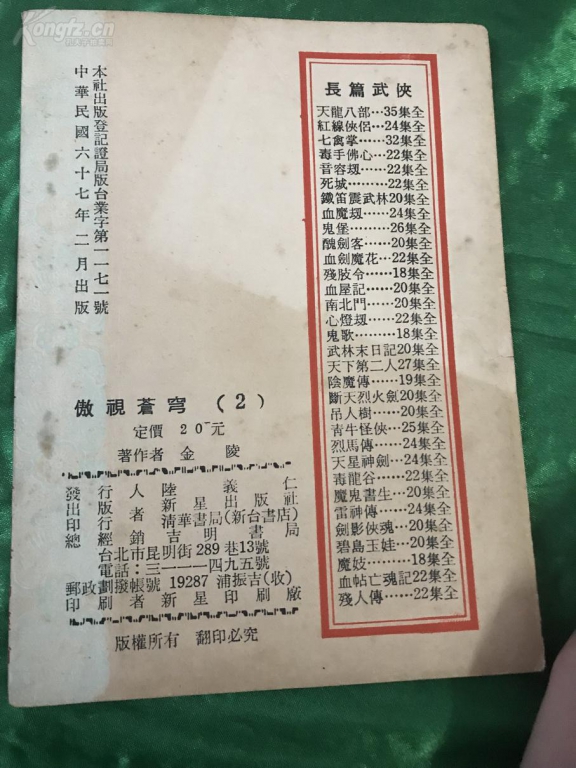 Kongfz.cn
長篇武俠
天龍八部…35集全
紅線俠侶…24集全
七禽掌……32集全
毒手佛心…22集全
音容刼……22集全
死城………22集全
鐵笛震武林20集全
血魔刼……24集全
鬼堡………26集全
醜劍客……20集全
血劍魔花…22集全
殘肢令……18集全
血屋記……20集全
南北門……20集全
心燈刼……22集全
鬼歌………18集全
武林末日記20集全
天下第二人27集全
陰魔傳……19集全
斷天烈火劍20集全
吊人樹……20集全
青牛怪俠…25集全
烈馬傳……24集全
天星神劍…24集全
毒龍谷……22集全
魔鬼書生…20集全
雷神傳……24集全
劍影俠魂…20集全
碧島玉娃…20集全
魔妓………18集全
血帖亡魂記22集全
殘人傳……22集全
本社出版登記證局版台業字第一一七一號
中華民國六十七年二月出版
傲視蒼穹（2）
定價 20元
著作者 金陵
發行人 陸義仁
出版者 新星出版社
印行 清華書局(新台書店)
總經銷 吉明書局
台北市昆明街289巷13號
電話：三一一一四九五號
郵政劃撥帳號 19287 浦振吉(收)
印刷者 新星印刷廠
版權所有 翻印必究